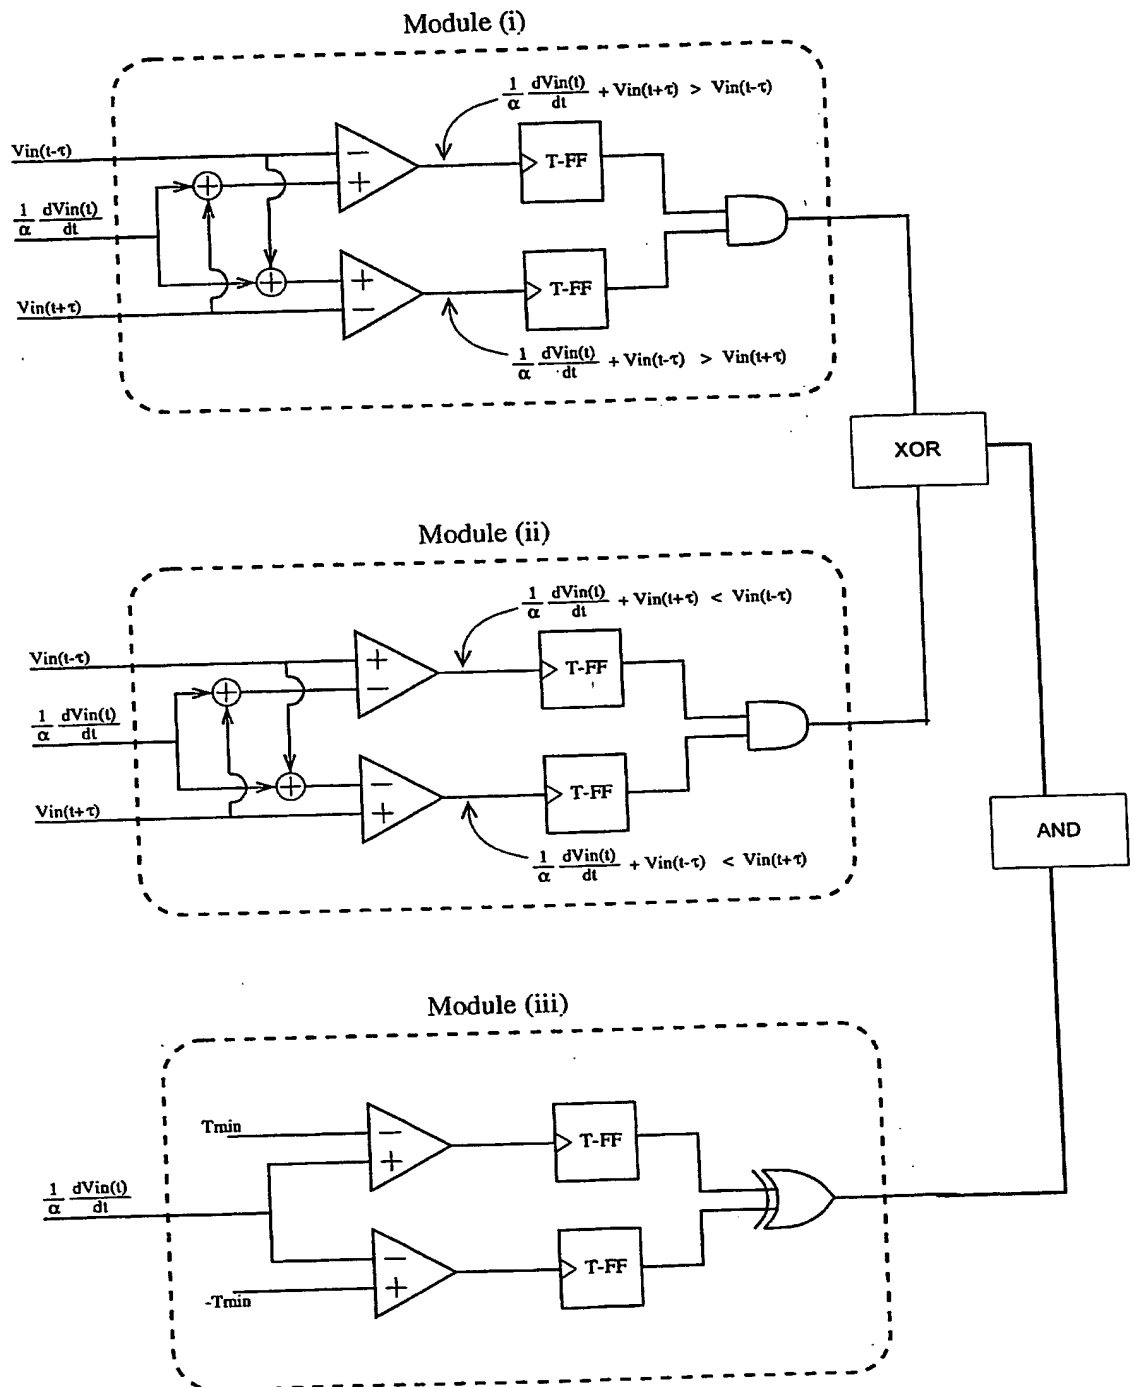 Module (i)
1/α dVin(t)/dt + Vin(t+τ) > Vin(t-τ)
Vin(t-τ)
− +
T-FF
1/α dVin(t)/dt
+ −
T-FF
Vin(t+τ)
1/α dVin(t)/dt + Vin(t-τ) > Vin(t+τ)
XOR
Module (ii)
1/α dVin(t)/dt + Vin(t+τ) < Vin(t-τ)
Vin(t-τ)
+ −
T-FF
1/α dVin(t)/dt
− +
T-FF
Vin(t+τ)
1/α dVin(t)/dt + Vin(t-τ) < Vin(t+τ)
AND
Module (iii)
Tmin
− +
T-FF
1/α dVin(t)/dt
− +
T-FF
-Tmin